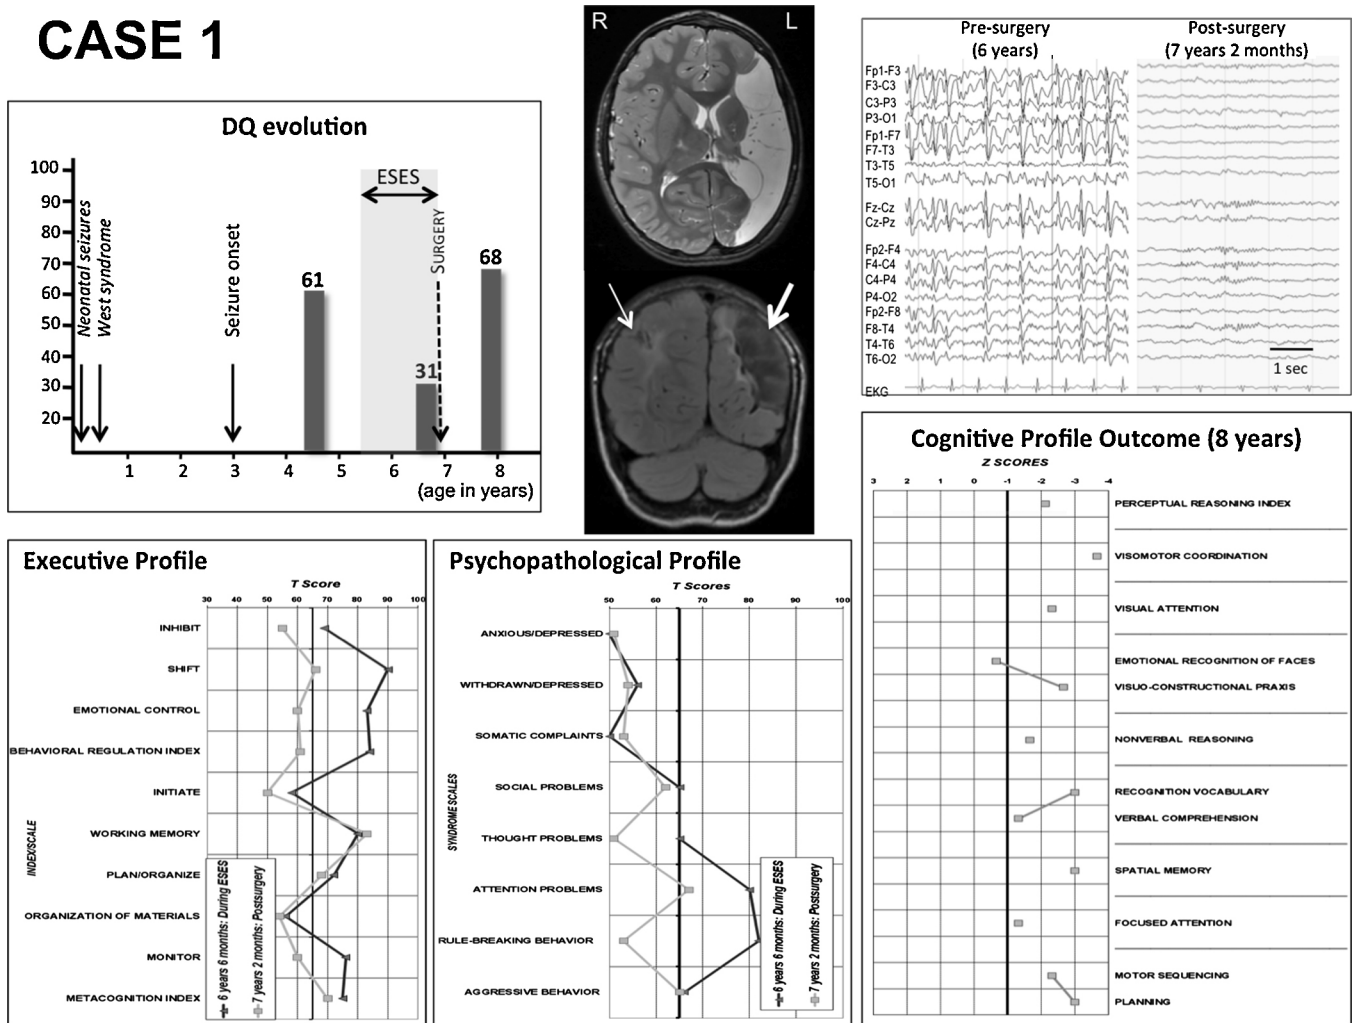 CASE 1
DQ evolution
100
90
80
70
60
50
40
30
20
Neonatal seizures
West syndrome
Seizure onset
61
ESES
31
SURGERY
68
1 2 3 4 5 6 7 8
(age in years)
R L
Pre-surgery
(6 years)
Post-surgery
(7 years 2 months)
Fp1-F3
F3-C3
C3-P3
P3-O1
Fp1-F7
F7-T3
T3-T5
T5-O1
Fz-Cz
Cz-Pz
Fp2-F4
F4-C4
C4-P4
P4-O2
Fp2-F8
F8-T4
T4-T6
T6-O2
EKG
1 sec
Executive Profile
T Score
30 40 50 60 70 80 90 100
INHIBIT
SHIFT
EMOTIONAL CONTROL
BEHAVIORAL REGULATION INDEX
INITIATE
WORKING MEMORY
PLAN/ORGANIZE
ORGANIZATION OF MATERIALS
MONITOR
METACOGNITION INDEX
INDEX/SCALE
6 years 6 months: During ESES
7 years 2 months: Postsurgery
Psychopathological Profile
T Scores
50 60 70 80 90 100
ANXIOUS/DEPRESSED
WITHDRAWN/DEPRESSED
SOMATIC COMPLAINTS
SOCIAL PROBLEMS
THOUGHT PROBLEMS
ATTENTION PROBLEMS
RULE-BREAKING BEHAVIOR
AGGRESSIVE BEHAVIOR
SYNDROME SCALES
6 years 6 months: During ESES
7 years 2 months: Postsurgery
Cognitive Profile Outcome (8 years)
Z SCORES
3 2 1 0 -1 -2 -3 -4
PERCEPTUAL REASONING INDEX
VISOMOTOR COORDINATION
VISUAL ATTENTION
EMOTIONAL RECOGNITION OF FACES
VISUO-CONSTRUCTIONAL PRAXIS
NONVERBAL REASONING
RECOGNITION VOCABULARY
VERBAL COMPREHENSION
SPATIAL MEMORY
FOCUSED ATTENTION
MOTOR SEQUENCING
PLANNING